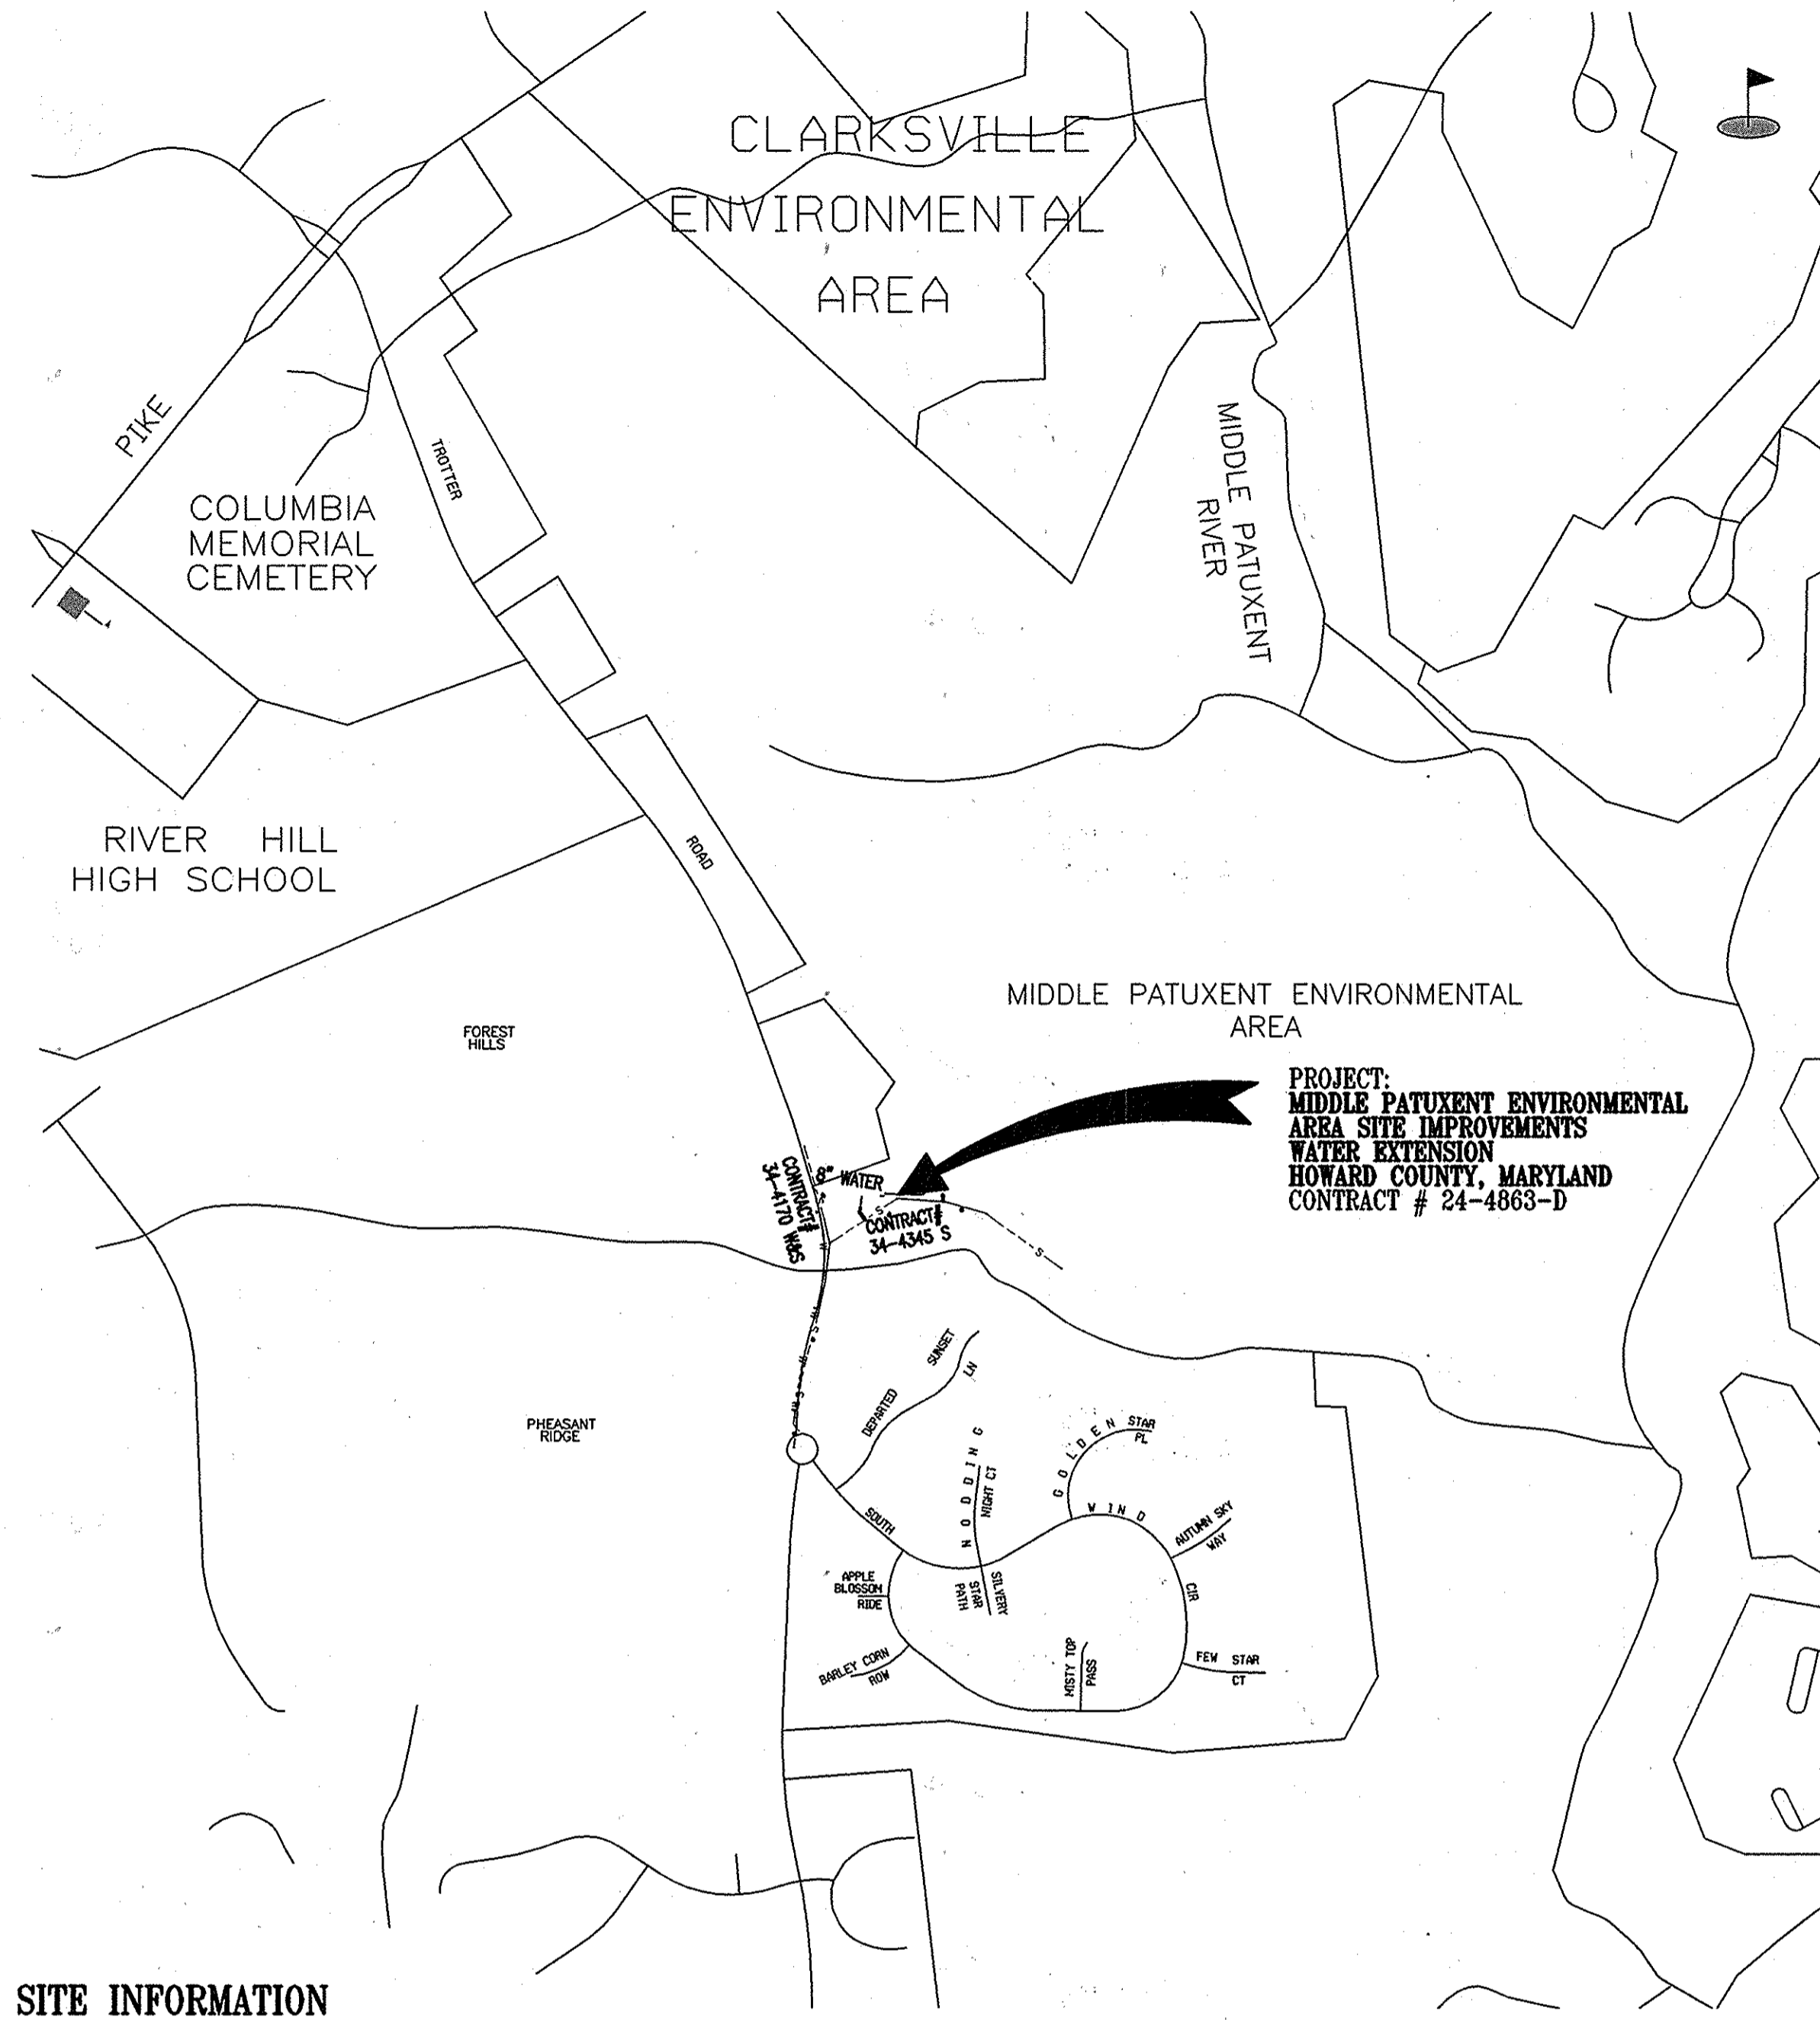 CLARKSVILLE
ENVIRONMENTAL
AREA
PIKE
TROTTER
COLUMBIA
MEMORIAL
CEMETERY
MIDDLE PATUXENT
RIVER
RIVER HILL
HIGH SCHOOL
ROAD
MIDDLE PATUXENT ENVIRONMENTAL
AREA
FOREST
HILLS
PROJECT:
MIDDLE PATUXENT ENVIRONMENTAL
AREA SITE IMPROVEMENTS
WATER EXTENSION
HOWARD COUNTY, MARYLAND
CONTRACT # 24-4863-D
8" WATER
CONTRACT#
34-4170 W&S
CONTRACT#
34-4345 S
S
S
W
W
S
W
S
W
PHEASANT
RIDGE
DEPARTED SUNSET
LN
NODDING
NIGHT CT
GOLDEN STAR
PL
SOUTH WIND
CIR
AUTUMN SKY
WAY
APPLE
BLOSSOM
RIDE
SILVERY
STAR
PATH
BARLEY CORN
ROW
MISTY TOP
PASS
FEW STAR
CT
SITE INFORMATION